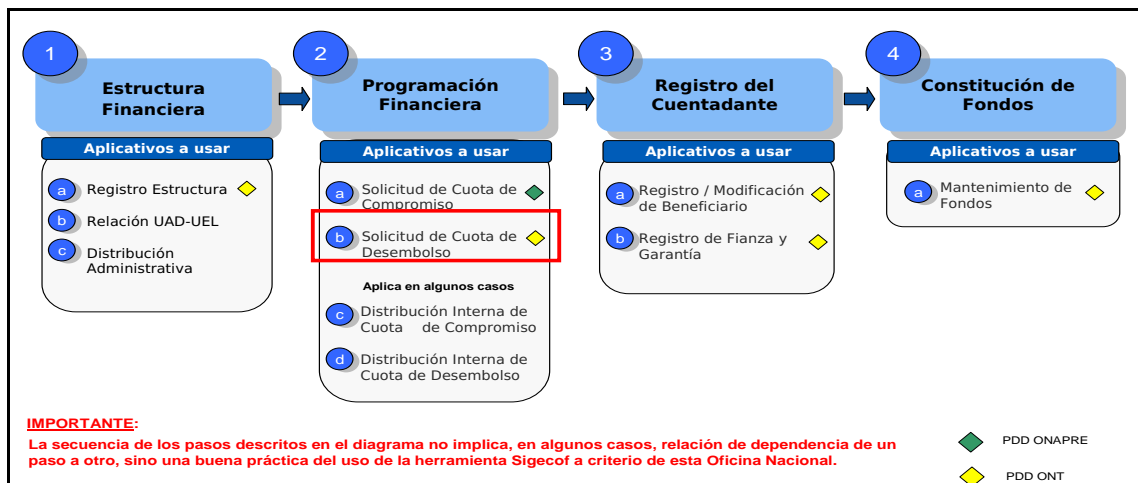 1
Estructura
Financiera
Aplicativos a usar
a Registro Estructura
b Relación UAD-UEL
c Distribución
Administrativa
2
Programación
Financiera
Aplicativos a usar
a Solicitud de Cuota de
Compromiso
b Solicitud de Cuota de
Desembolso
Aplica en algunos casos
c Distribución Interna de
Cuota de Compromiso
d Distribución Interna de
Cuota de Desembolso
3
Registro del
Cuentadante
Aplicativos a usar
a Registro / Modificación
de Beneficiario
b Registro de Fianza y
Garantía
4
Constitución de
Fondos
Aplicativos a usar
a Mantenimiento de
Fondos
IMPORTANTE:
La secuencia de los pasos descritos en el diagrama no implica, en algunos casos, relación de dependencia de un
paso a otro, sino una buena práctica del uso de la herramienta Sigecof a criterio de esta Oficina Nacional.
PDD ONAPRE
PDD ONT